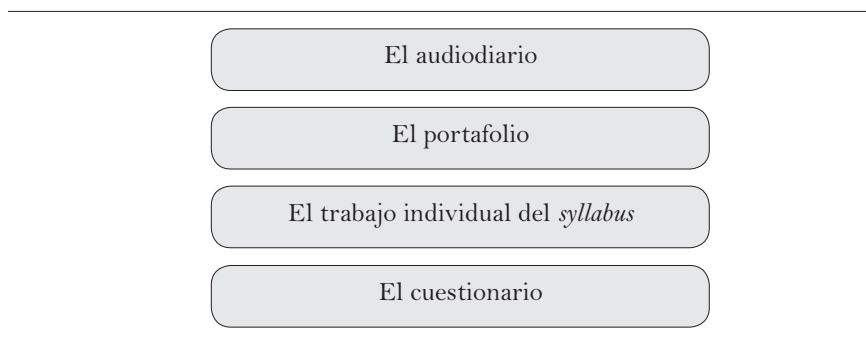 El audiodiario
El portafolio
El trabajo individual del syllabus
El cuestionario